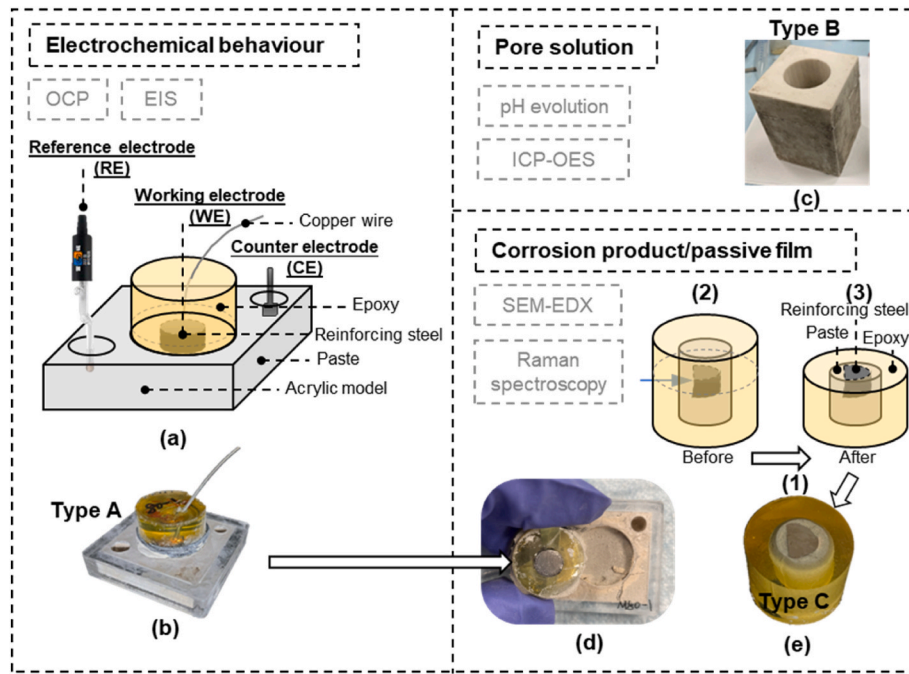 Electrochemical behaviour
OCP
EIS
Reference electrode
(RE)
Working electrode
(WE)
Copper wire
Counter electrode
(CE)
Epoxy
Reinforcing steel
Paste
Acrylic model
(a)
Type A
(b)
Pore solution
pH evolution
ICP-OES
Type B
(c)
Corrosion product/passive film
SEM-EDX
Raman
spectroscopy
(2)
(3)
Reinforcing steel
Paste
Epoxy
Before
After
(1)
(d)
Type C
(e)